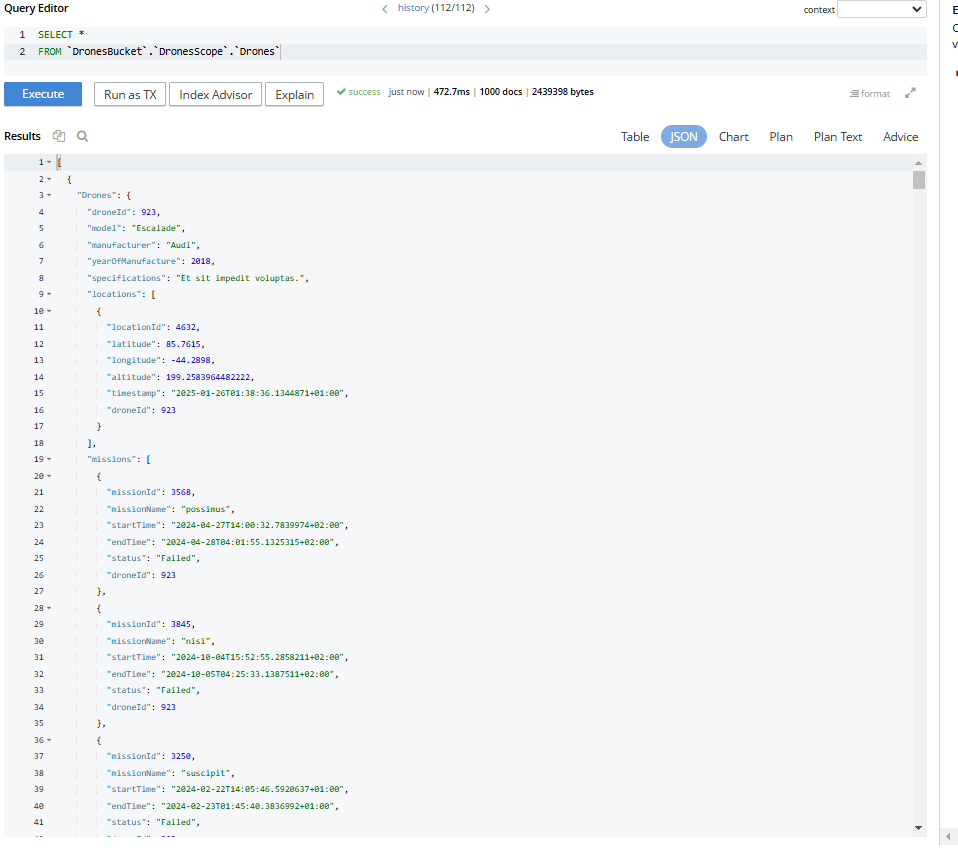 Query Editor
history (112/112)
context
1 SELECT *
2 FROM `DronesBucket`.`DronesScope`.`Drones`
Execute Run as TX Index Advisor Explain success just now | 472.7ms | 1000 docs | 2439398 bytes format
Results Table JSON Chart Plan Plan Text Advice
1 [
2 {
3 "Drones": {
4 "droneId": 923,
5 "model": "Escalade",
6 "manufacturer": "Audi",
7 "yearOfManufacture": 2018,
8 "specifications": "Et sit impedit voluptas.",
9 "locations": [
10 {
11 "locationId": 4632,
12 "latitude": 85.7615,
13 "longitude": -44.2898,
14 "altitude": 199.2583964482222,
15 "timestamp": "2025-01-26T01:38:36.1344871+01:00",
16 "droneId": 923
17 }
18 ],
19 "missions": [
20 {
21 "missionId": 3568,
22 "missionName": "possimus",
23 "startTime": "2024-04-27T14:00:32.7839974+02:00",
24 "endTime": "2024-04-28T04:01:55.1325315+02:00",
25 "status": "Failed",
26 "droneId": 923
27 },
28 {
29 "missionId": 3845,
30 "missionName": "nisi",
31 "startTime": "2024-10-04T15:52:55.2858211+02:00",
32 "endTime": "2024-10-05T04:25:33.1387511+02:00",
33 "status": "Failed",
34 "droneId": 923
35 },
36 {
37 "missionId": 3250,
38 "missionName": "suscipit",
39 "startTime": "2024-02-22T14:05:46.5920637+01:00",
40 "endTime": "2024-02-23T01:45:40.3836992+01:00",
41 "status": "Failed",